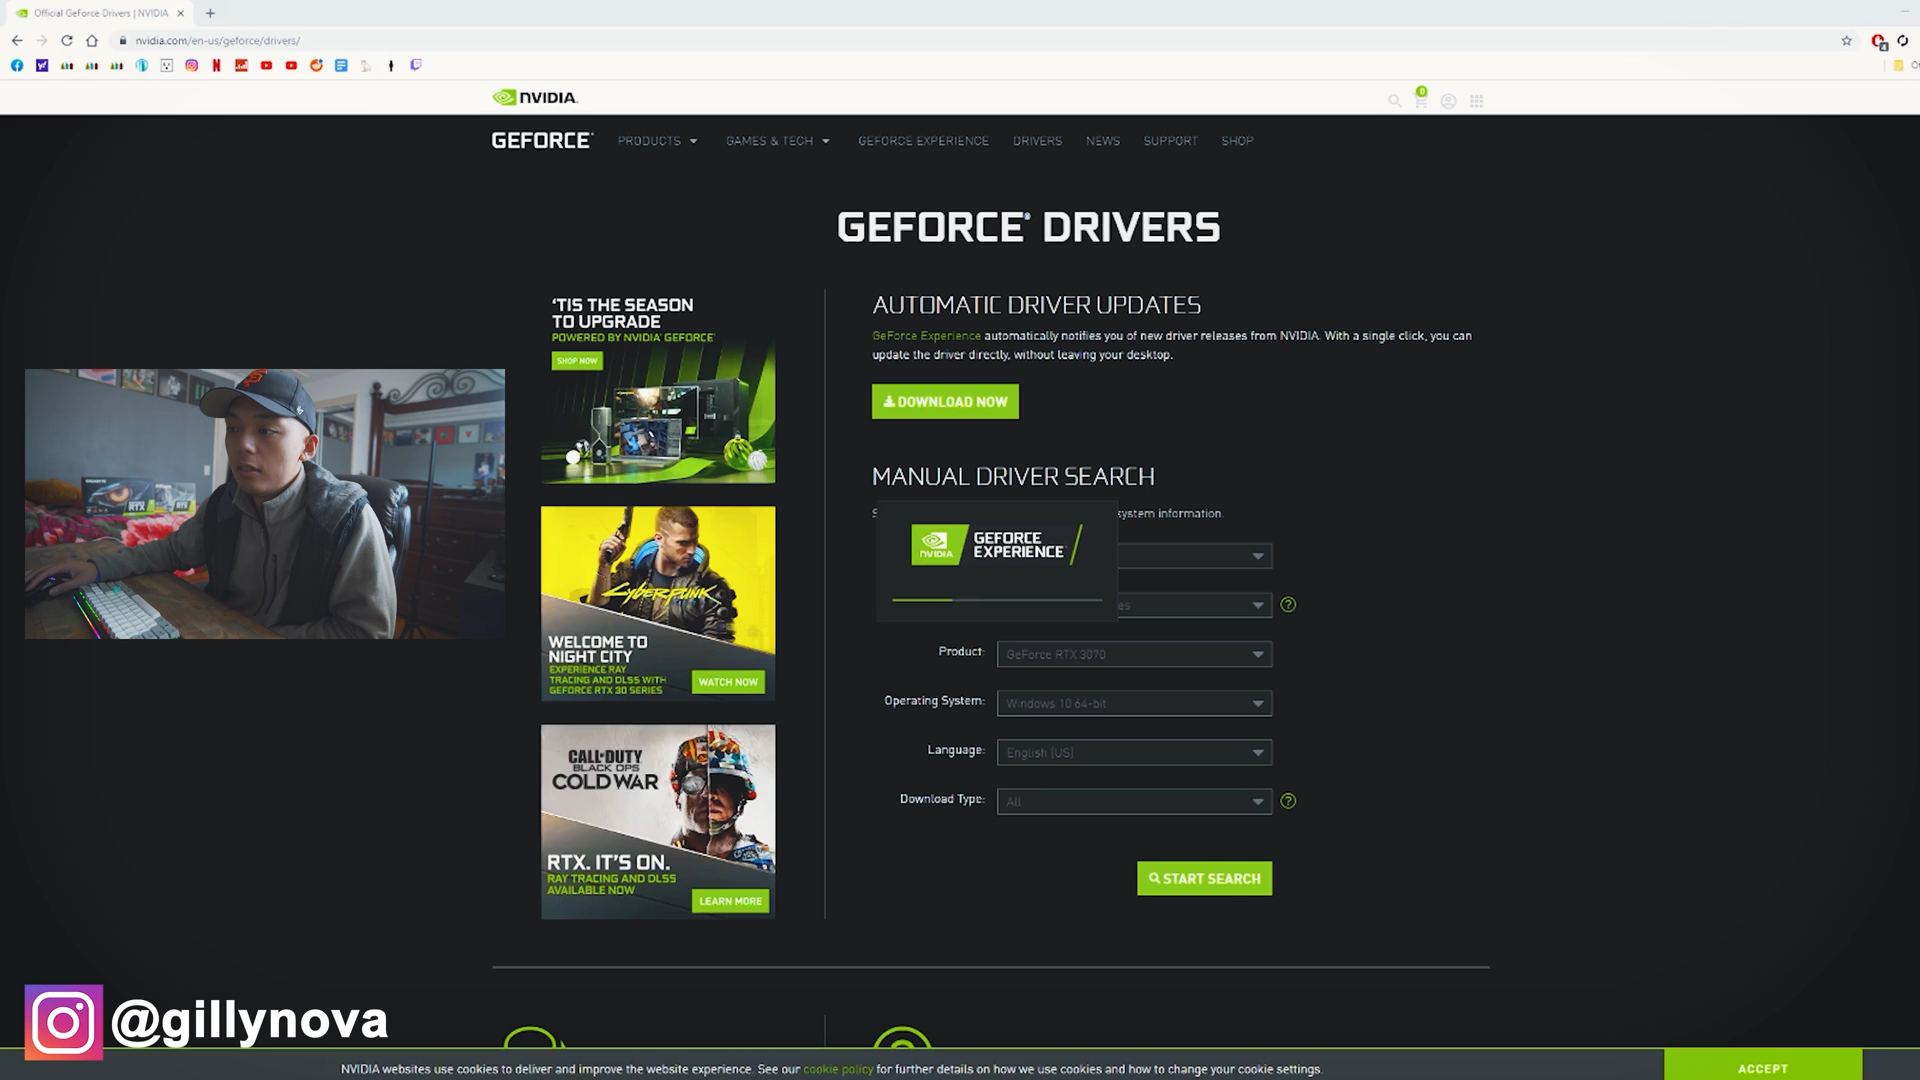 Official GeForce Drivers | NVIDIA
nvidia.com/en-us/geforce/drivers/
NVIDIA.
0
GEFORCE
PRODUCTS
GAMES & TECH
GEFORCE EXPERIENCE
DRIVERS
NEWS
SUPPORT
SHOP
GEFORCE® DRIVERS
'TIS THE SEASON
TO UPGRADE
POWERED BY NVIDIA GEFORCE
SHOP NOW
CYBERPUNK
WELCOME TO
NIGHT CITY
EXPERIENCE RAY
TRACING AND DLSS WITH
GEFORCE RTX 30 SERIES
WATCH NOW
CALL OF DUTY
BLACK OPS
COLD WAR
RTX. IT'S ON.
RAY TRACING AND DLSS
AVAILABLE NOW
LEARN MORE
AUTOMATIC DRIVER UPDATES
GeForce Experience automatically notifies you of new driver releases from NVIDIA. With a single click, you can
update the driver directly, without leaving your desktop.
DOWNLOAD NOW
MANUAL DRIVER SEARCH
system information.
NVIDIA
GEFORCE
EXPERIENCE
Product: GeForce RTX 3070
Operating System: Windows 10 64-bit
Language: English (US)
Download Type: All
START SEARCH
GIGABYTE
RTX
@gillynova
NVIDIA websites use cookies to deliver and improve the website experience. See our cookie policy for further details on how we use cookies and how to change your cookie settings.
ACCEPT